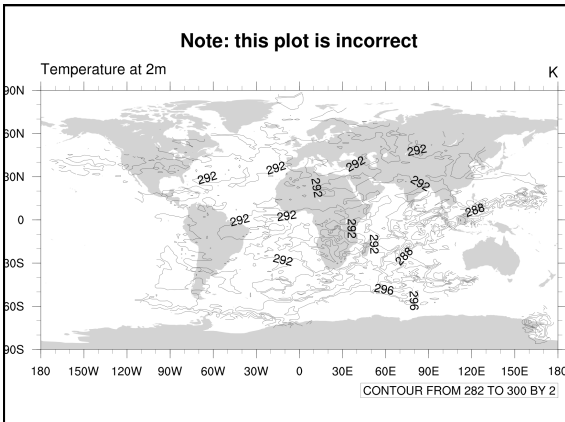 Note: this plot is incorrect
Temperature at 2m K
90N
60N
30N
0
30S
60S
90S
292
292
292
292
292
292
288
292
292
292
292
292
288
296
296
180 150W 120W 90W 60W 30W 0 30E 60E 90E 120E 150E 180
CONTOUR FROM 282 TO 300 BY 2